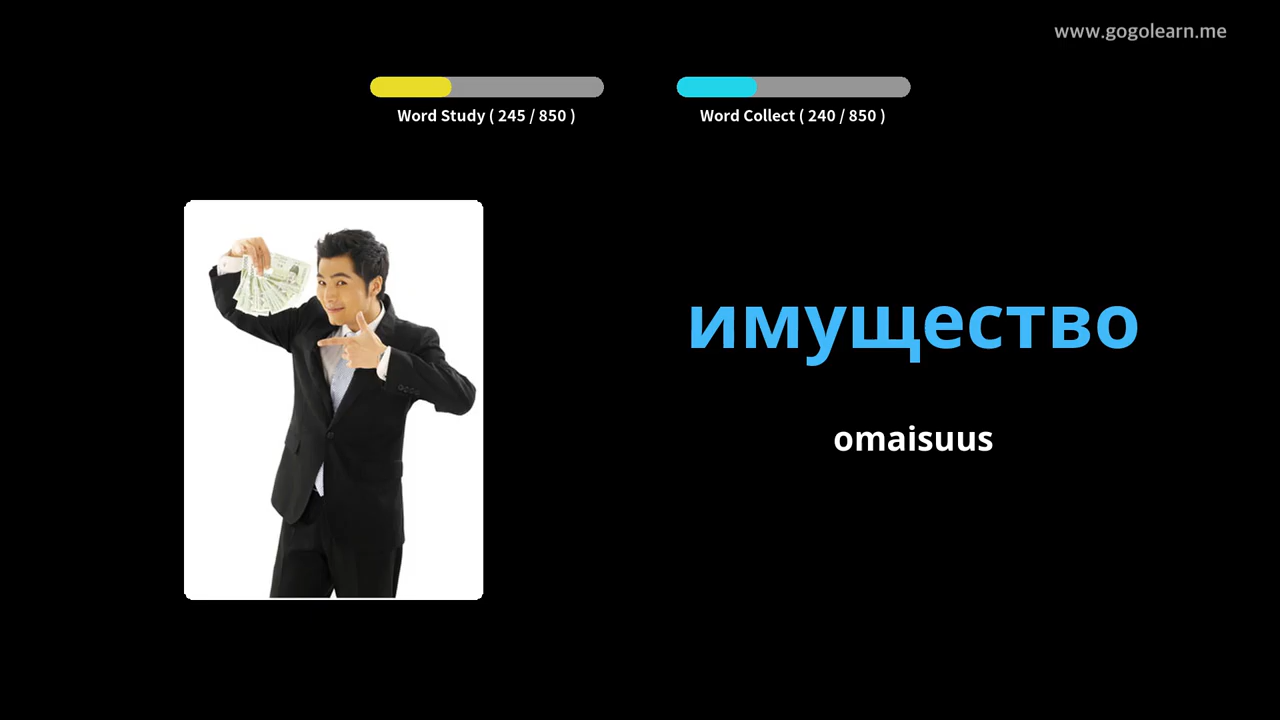 www.gogolearn.me
Word Study ( 245 / 850 )
Word Collect ( 240 / 850 )
имущество
omaisuus